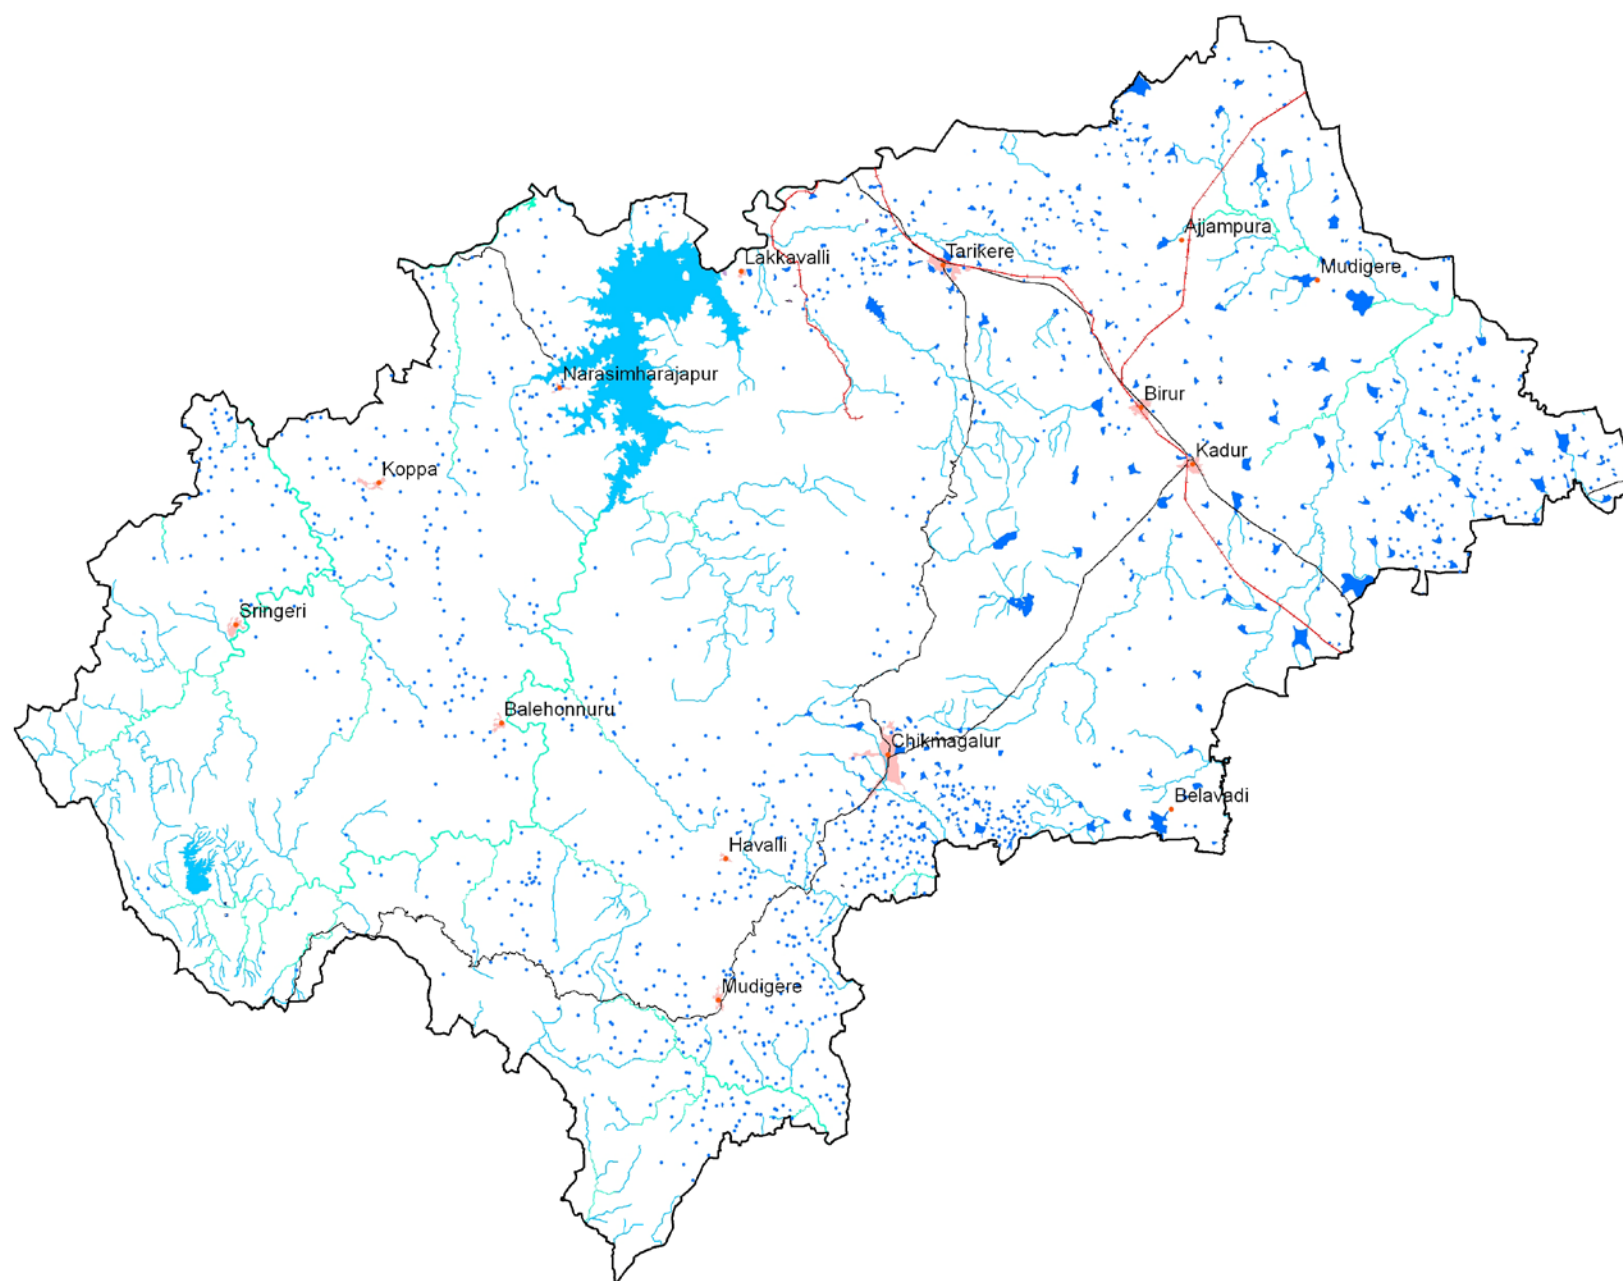 Ajjampura
Tarikere
Lakkavalli
Mudigere
Narasimharajapur
Birur
Kadur
Koppa
Sringeri
Balehonnuru
Chikmagalur
Belavadi
Havalli
Mudigere